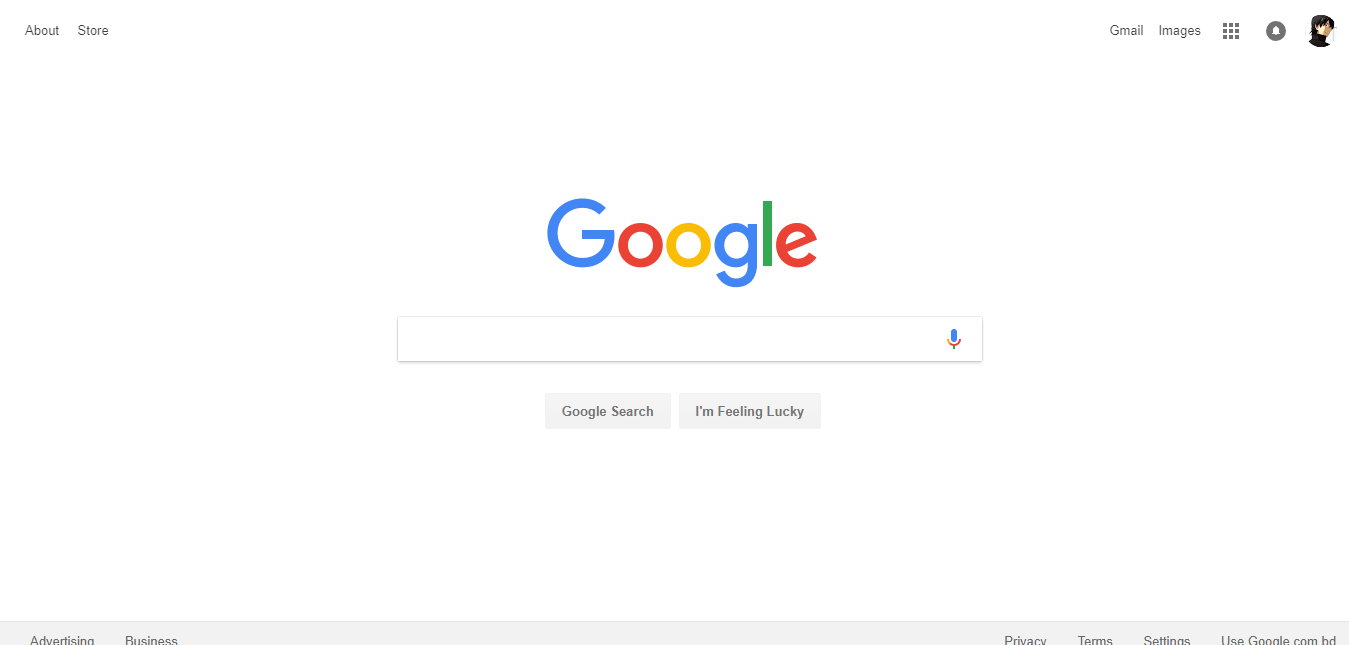 About Store
Gmail Images
Google
Google Search I'm Feeling Lucky
Advertising Business
Privacy Terms Settings Use Google.com.bd